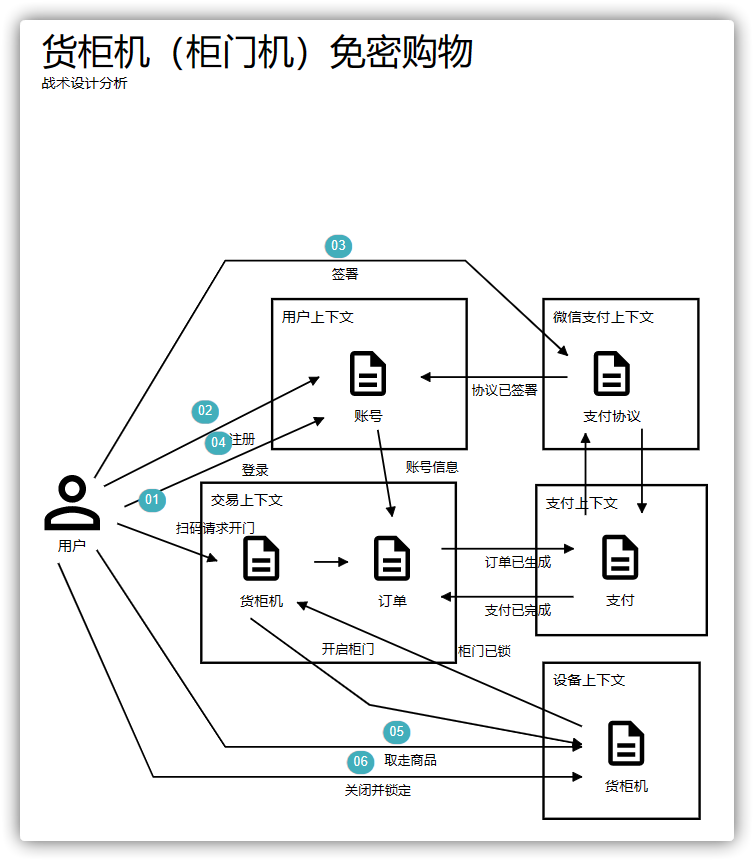 货柜机（柜门机）免密购物
战术设计分析
03
签署
用户上下文
微信支付上下文
协议已签署
账号
支付协议
02
注册
04
登录
账号信息
01
扫码请求开门
用户
交易上下文
支付上下文
订单已生成
支付已完成
货柜机
订单
支付
开启柜门
柜门已锁
设备上下文
05
取走商品
06
关闭并锁定
货柜机